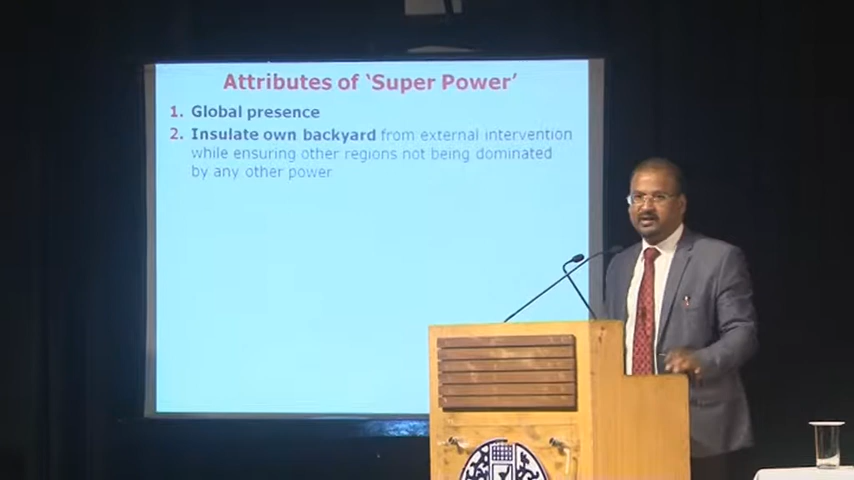 Attributes of ‘Super Power’
1. Global presence
2. Insulate own backyard from external intervention
while ensuring other regions not being dominated
by any other power